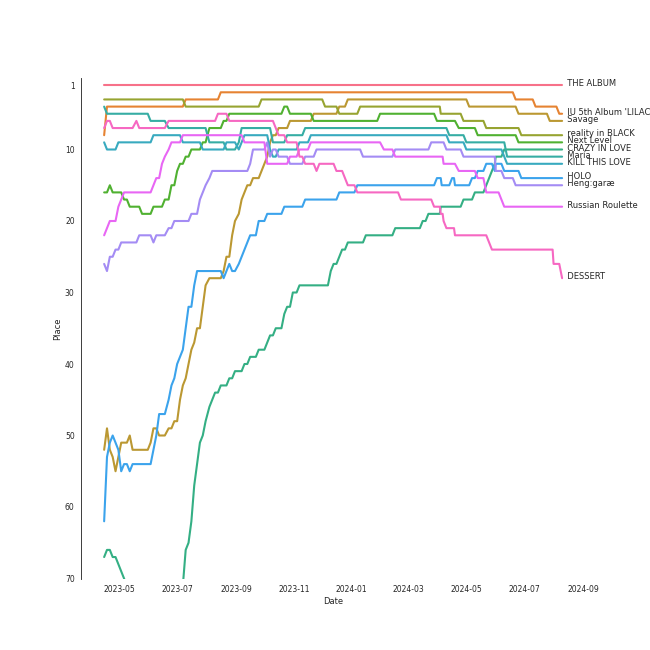 THE ALBUM
IU 5th Album 'LILAC
Savage
reality in BLACK
Next Level
CRAZY IN LOVE
Maria
KILL THIS LOVE
HOLO
Heng:garæ
Russian Roulette
DESSERT
1
10
20
30
40
50
60
70
Place
2023-05
2023-07
2023-09
2023-11
2024-01
2024-03
2024-05
2024-07
2024-09
Date